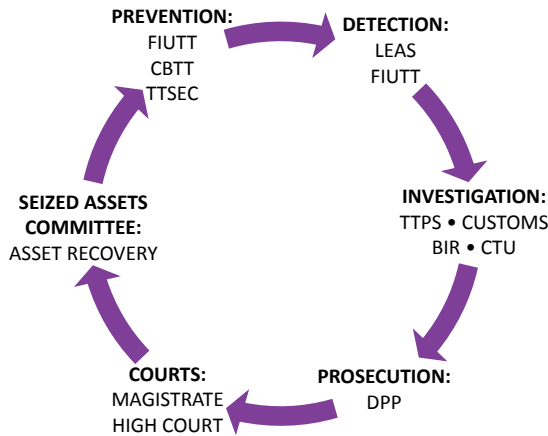 PREVENTION:
FIUTT
CBTT
TTSEC
DETECTION:
LEAS
FIUTT
INVESTIGATION:
TTPS • CUSTOMS
BIR • CTU
PROSECUTION:
DPP
COURTS:
MAGISTRATE
HIGH COURT
SEIZED ASSETS
COMMITTEE:
ASSET RECOVERY